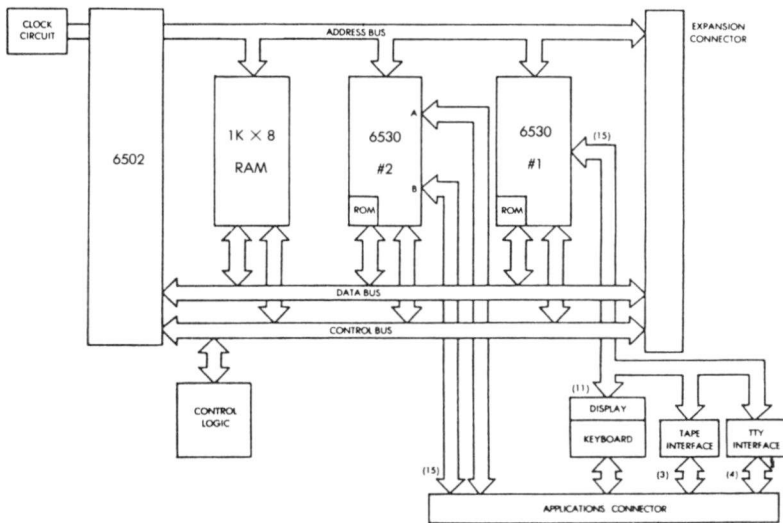 CLOCK
CIRCUIT
ADDRESS BUS
EXPANSION
CONNECTOR
6502
1K × 8
RAM
6530
#2
A
B
ROM
6530
#1
ROM
(15)
DATA BUS
CONTROL BUS
CONTROL
LOGIC
(11)
DISPLAY
KEYBOARD
TAPE
INTERFACE
TTY
INTERFACE
(15)
(3)
(4)
APPLICATIONS CONNECTOR